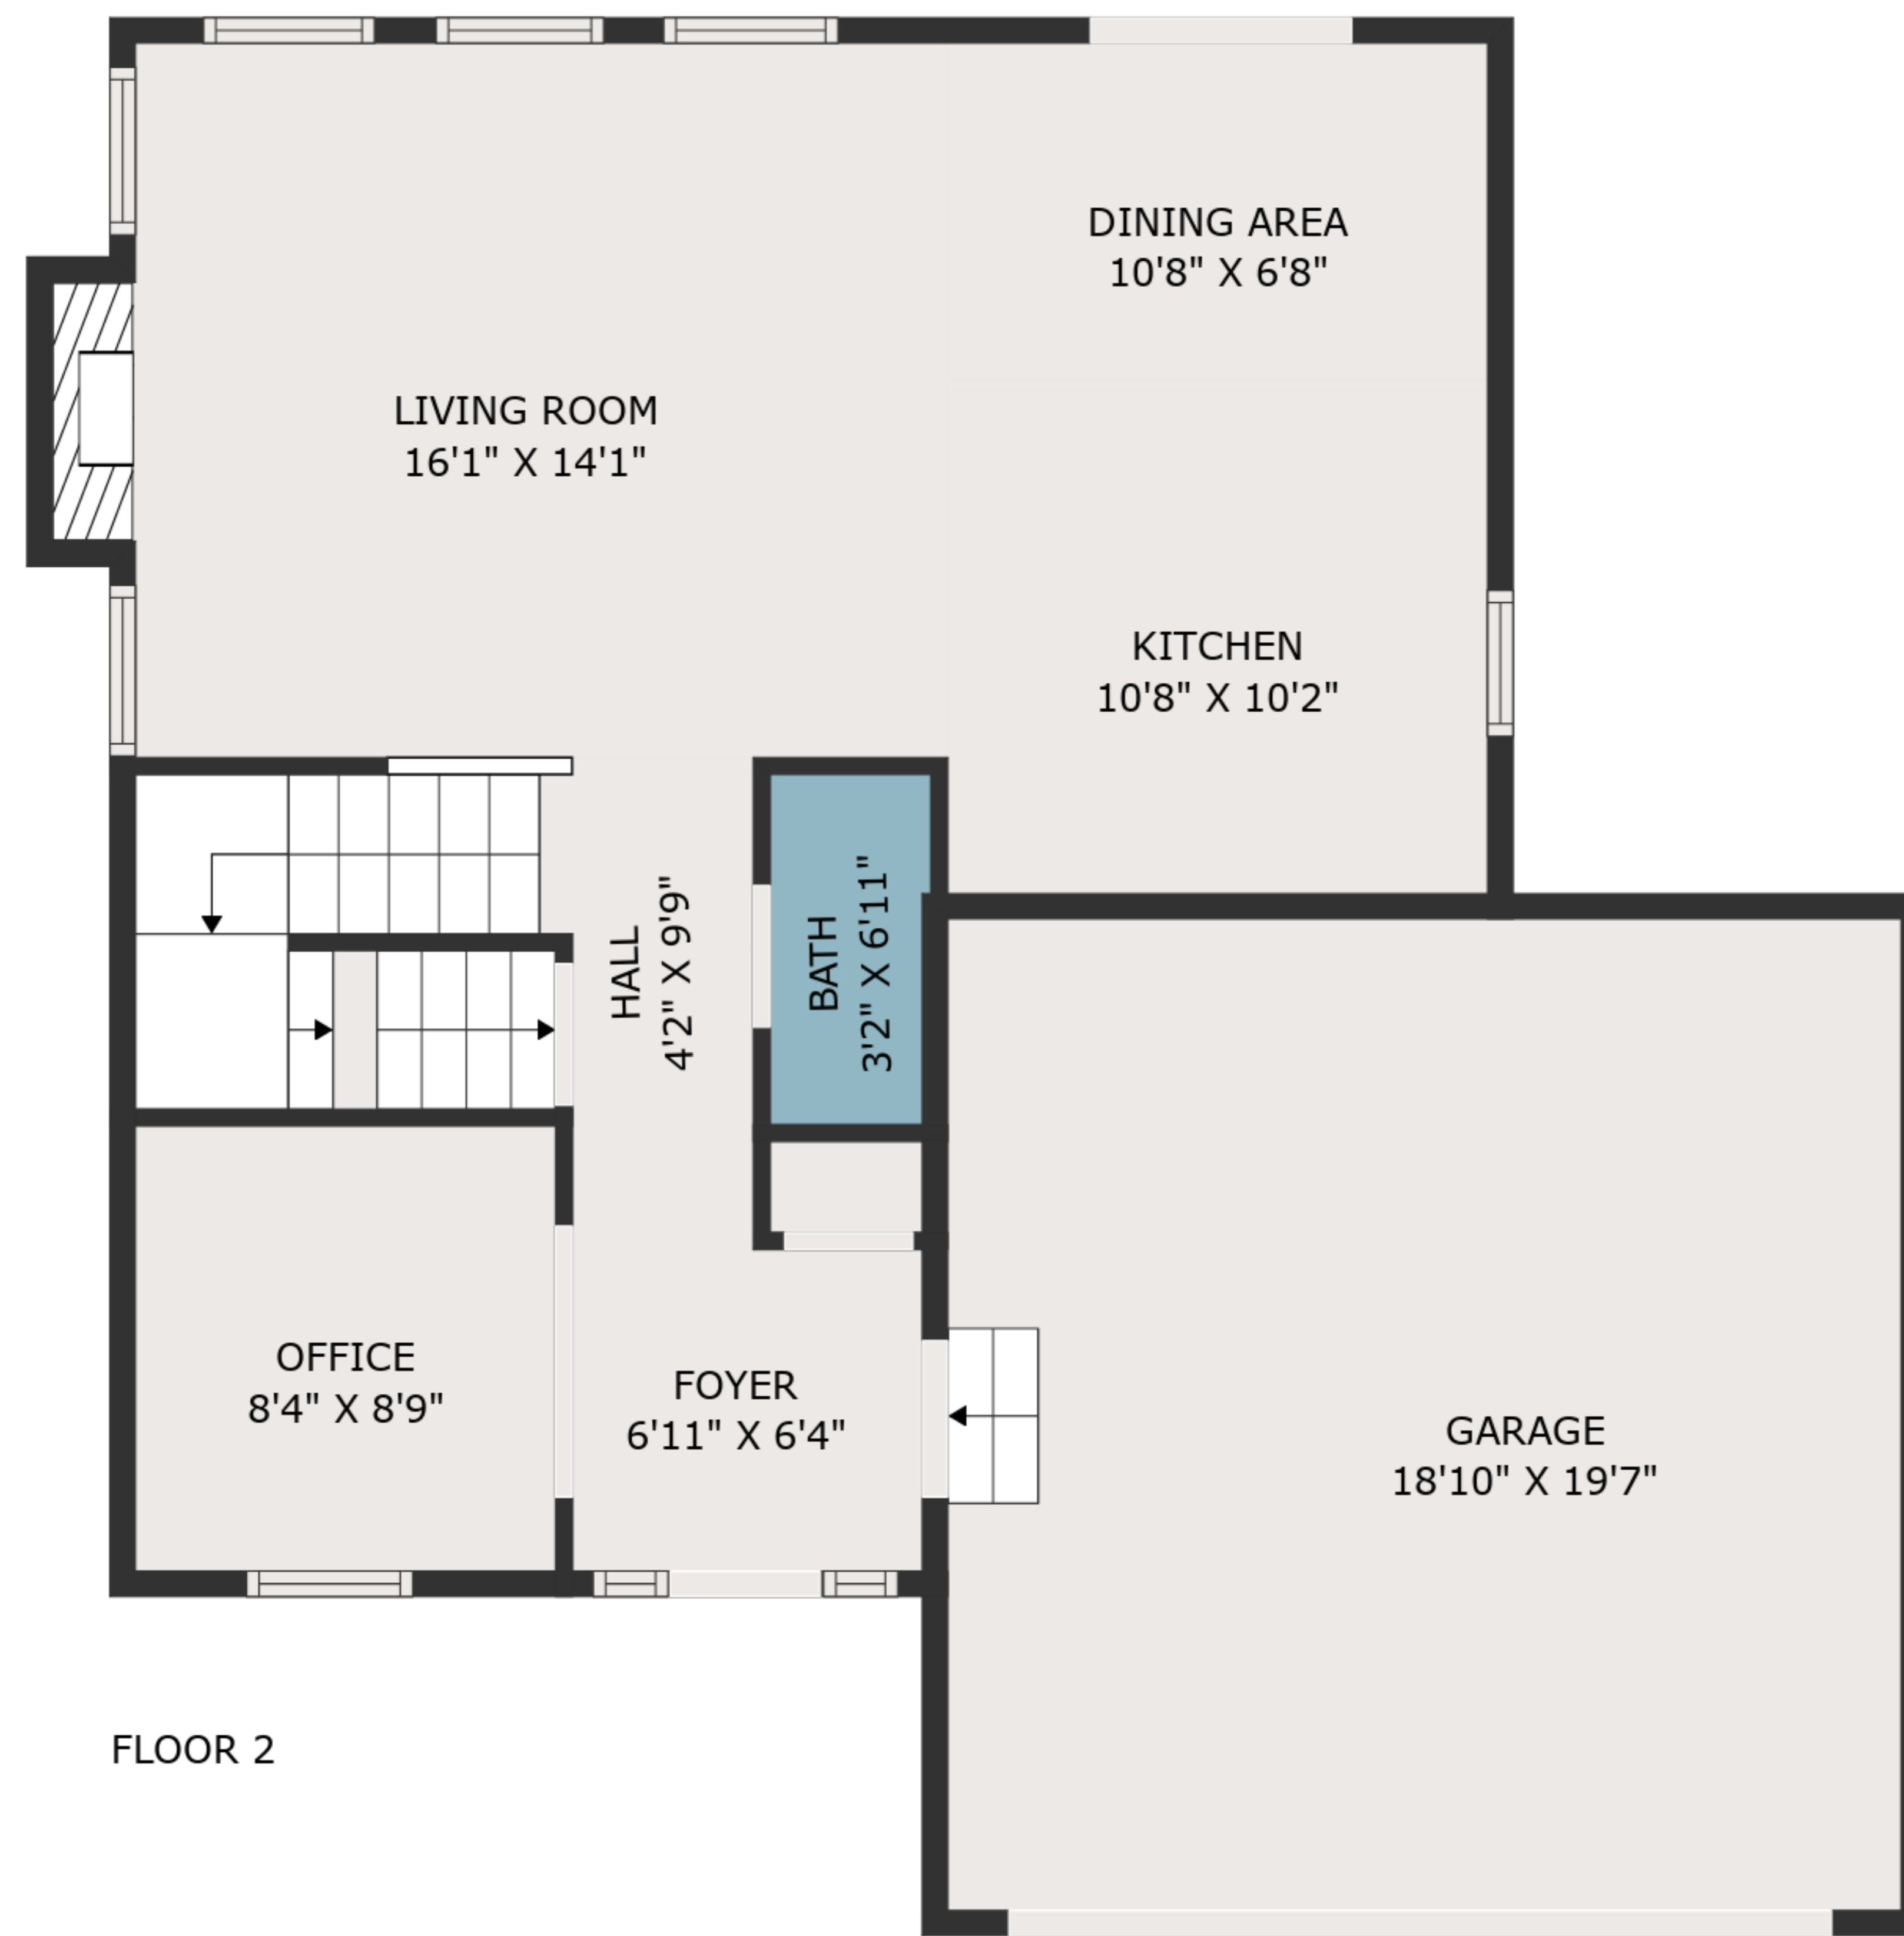 DINING AREA
10'8" X 6'8"
LIVING ROOM
16'1" X 14'1"
KITCHEN
10'8" X 10'2"
HALL
4'2" X 9'9"
BATH
3'2" X 6'11"
OFFICE
8'4" X 8'9"
FOYER
6'11" X 6'4"
GARAGE
18'10" X 19'7"
FLOOR 2